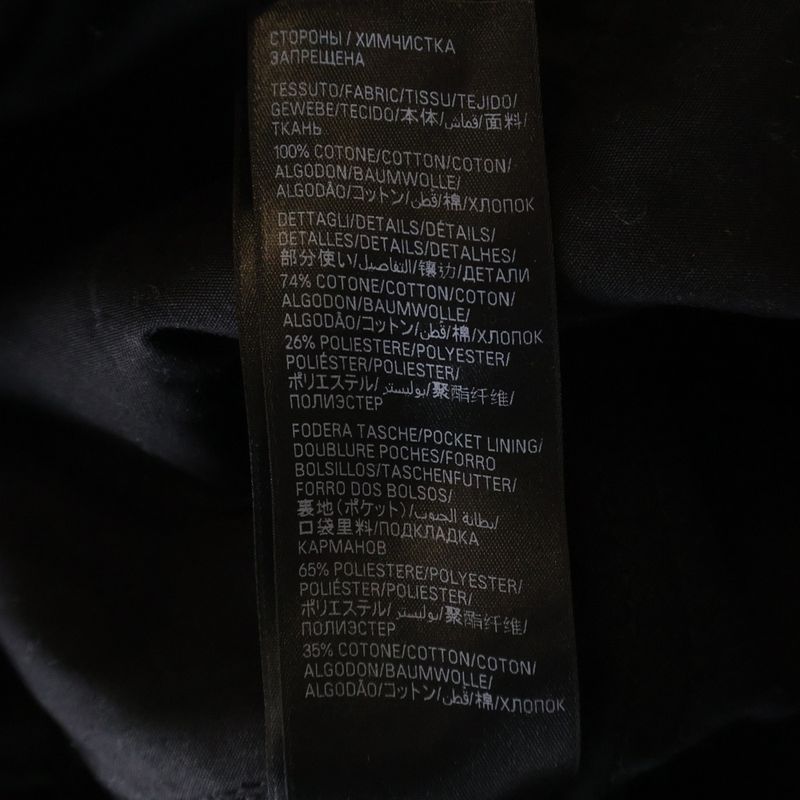 СТОРОНЫ / ХИМЧИСТКА
ЗАПРЕЩЕНА
TESSUTO/FABRIC/TISSU/TEJIDO/
GEWEBE/TECIDO/本体/قماش/面料/
ТКАНЬ
100% COTONE/COTTON/COTON/
ALGODON/BAUMWOLLE/
ALGODÃO/コットン/قطن/棉/ХЛОПОК
DETTAGLI/DETAILS/DÉTAILS/
DETALLES/DETAILS/DETALHES/
部分使い/التفاصيل/镶边/ДЕТАЛИ
74% COTONE/COTTON/COTON/
ALGODON/BAUMWOLLE/
ALGODÃO/コットン/قطن/棉/ХЛОПОК
26% POLIESTERE/POLYESTER/
POLIÉSTER/POLIESTER/
ポリエステル/بوليستر/聚酯纤维/
ПОЛИЭСТЕР
FODERA TASCHE/POCKET LINING/
DOUBLURE POCHES/FORRO
BOLSILLOS/TASCHENFUTTER/
FORRO DOS BOLSOS/
裏地(ポケット)/بطانة الجيوب/
口袋里料/ПОДКЛАДКА
КАРМАНОВ
65% POLIESTERE/POLYESTER/
POLIÉSTER/POLIESTER/
ポリエステル/بوليستر/聚酯纤维/
ПОЛИЭСТЕР
35% COTONE/COTTON/COTON/
ALGODON/BAUMWOLLE/
ALGODÃO/コットン/قطن/棉/ХЛОПОК